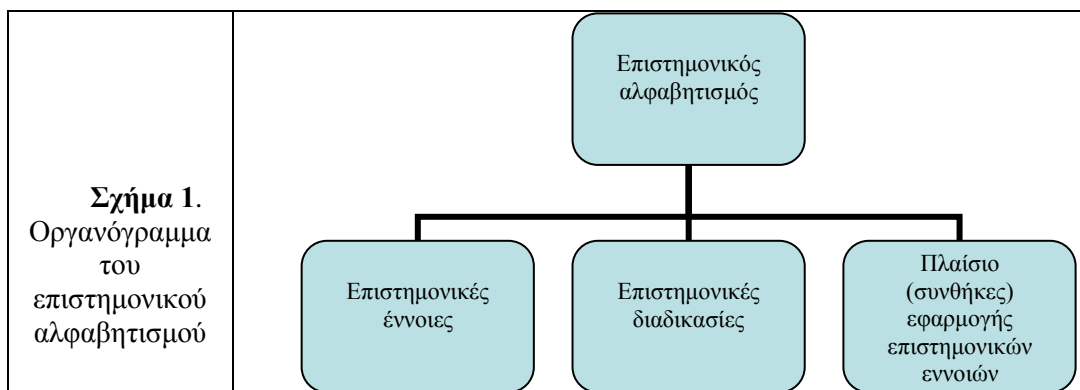 Σχήμα 1.
Οργανόγραμμα
του
επιστημονικού
αλφαβητισμού
Επιστημονικός
αλφαβητισμός
Επιστημονικές
έννοιες
Επιστημονικές
διαδικασίες
Πλαίσιο
(συνθήκες)
εφαρμογής
επιστημονικών
εννοιών